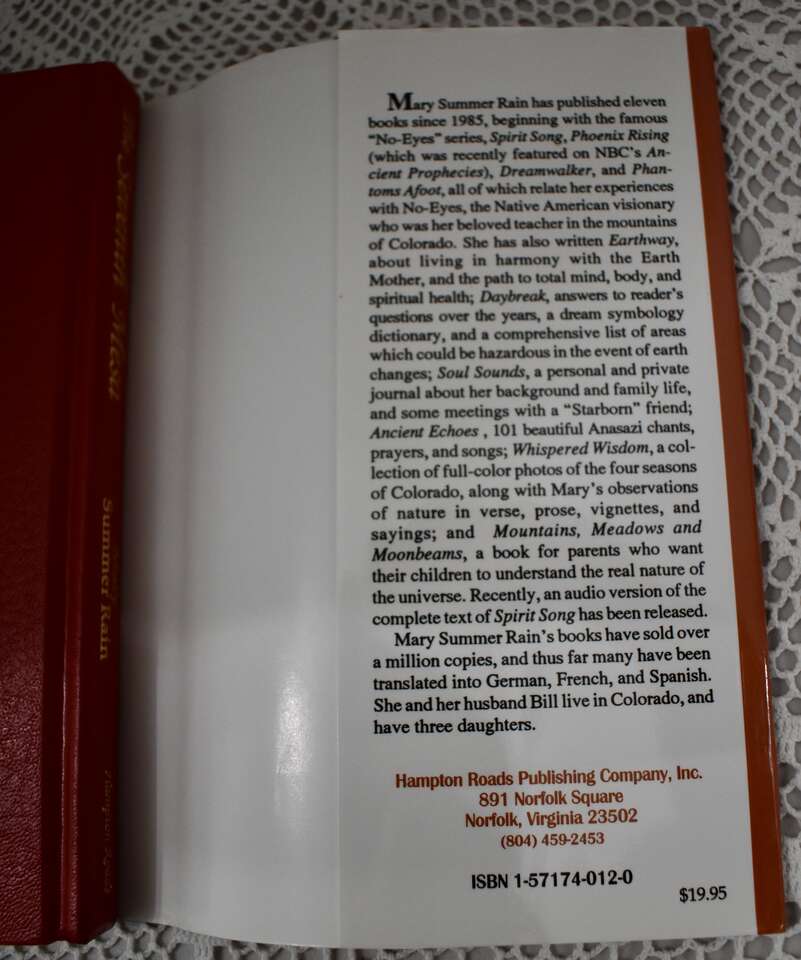 The Seventh Mesa
Mary
Summer Rain
Hampton Roads
Mary Summer Rain has published eleven
books since 1985, beginning with the famous
“No-Eyes” series, Spirit Song, Phoenix Rising
(which was recently featured on NBC’s An-
cient Prophecies), Dreamwalker, and Phan-
toms Afoot, all of which relate her experiences
with No-Eyes, the Native American visionary
who was her beloved teacher in the mountains
of Colorado. She has also written Earthway,
about living in harmony with the Earth
Mother, and the path to total mind, body, and
spiritual health; Daybreak, answers to reader’s
questions over the years, a dream symbology
dictionary, and a comprehensive list of areas
which could be hazardous in the event of earth
changes; Soul Sounds, a personal and private
journal about her background and family life,
and some meetings with a “Starborn” friend;
Ancient Echoes , 101 beautiful Anasazi chants,
prayers, and songs; Whispered Wisdom, a col-
lection of full-color photos of the four seasons
of Colorado, along with Mary’s observations
of nature in verse, prose, vignettes, and
sayings; and Mountains, Meadows and
Moonbeams, a book for parents who want
their children to understand the real nature of
the universe. Recently, an audio version of the
complete text of Spirit Song has been released.
Mary Summer Rain’s books have sold over
a million copies, and thus far many have been
translated into German, French, and Spanish.
She and her husband Bill live in Colorado, and
have three daughters.
Hampton Roads Publishing Company, Inc.
891 Norfolk Square
Norfolk, Virginia 23502
(804) 459-2453
ISBN 1-57174-012-0
$19.95